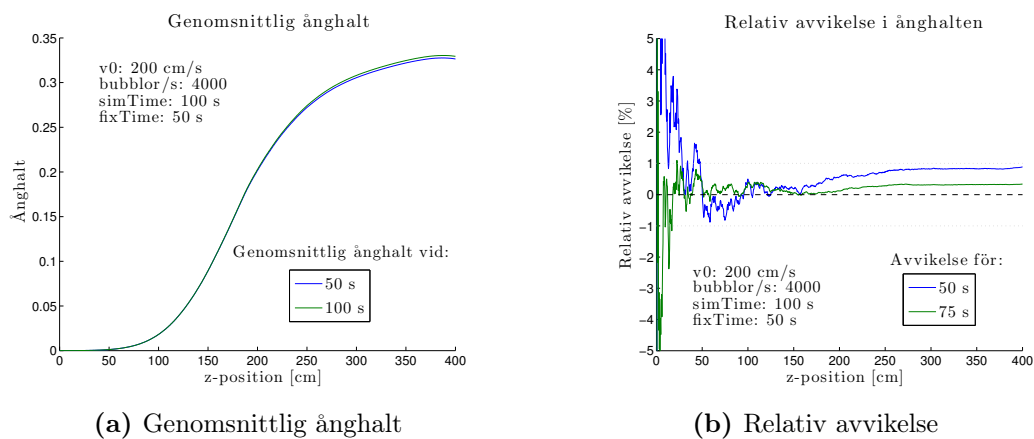 Genomsnittlig ånghalt
0.35
0.3
0.25
0.2
0.15
0.1
0.05
0
Ånghalt
v0: 200 cm/s
bubblor/s: 4000
simTime: 100 s
fixTime: 50 s
Genomsnittlig ånghalt vid:
50 s
100 s
0 50 100 150 200 250 300 350 400
z-position [cm]
(a) Genomsnittlig ånghalt
Relativ avvikelse i ånghalten
5
4
3
2
1
0
−1
−2
−3
−4
−5
Relativ avvikelse [%]
v0: 200 cm/s
bubblor/s: 4000
simTime: 100 s
fixTime: 50 s
Avvikelse för:
50 s
75 s
0 50 100 150 200 250 300 350 400
z-position [cm]
(b) Relativ avvikelse